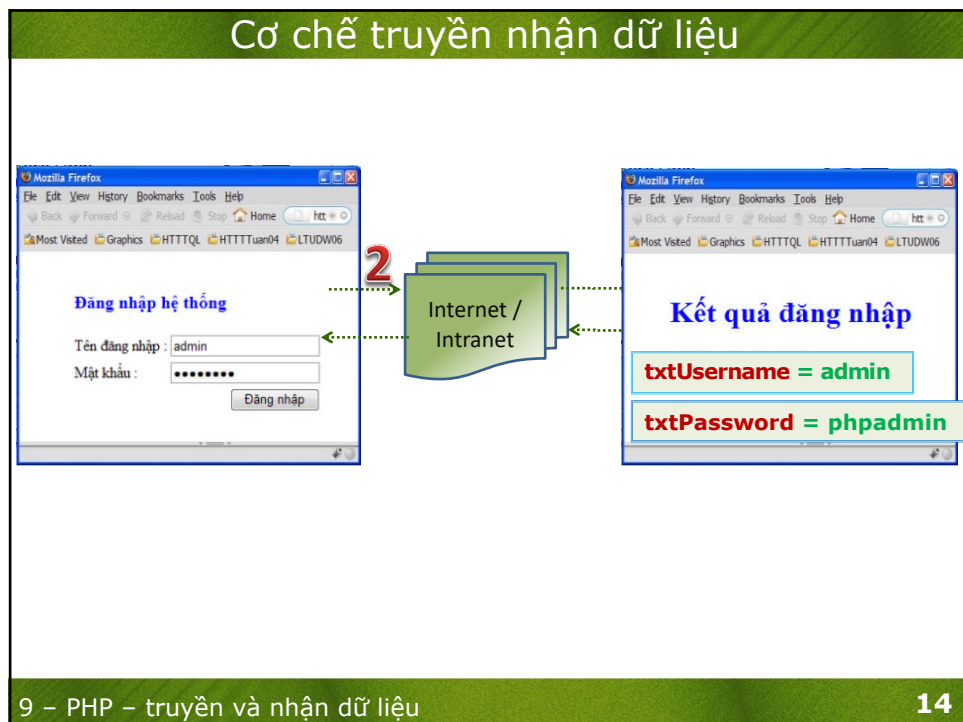 Cơ chế truyền nhận dữ liệu
Mozilla Firefox
File Edit View History Bookmarks Tools Help
Back Forward Reload Stop Home htt
Most Visited Graphics HTTTQL HTTTTuan04 LTUDW06
Đăng nhập hệ thống
Tên đăng nhập : admin
Mật khẩu : ••••••••
Đăng nhập
2
Internet /
Intranet
Mozilla Firefox
File Edit View History Bookmarks Tools Help
Back Forward Reload Stop Home htt
Most Visited Graphics HTTTQL HTTTTuan04 LTUDW06
Kết quả đăng nhập
txtUsername = admin
txtPassword = phpadmin
9 – PHP – truyền và nhận dữ liệu
14